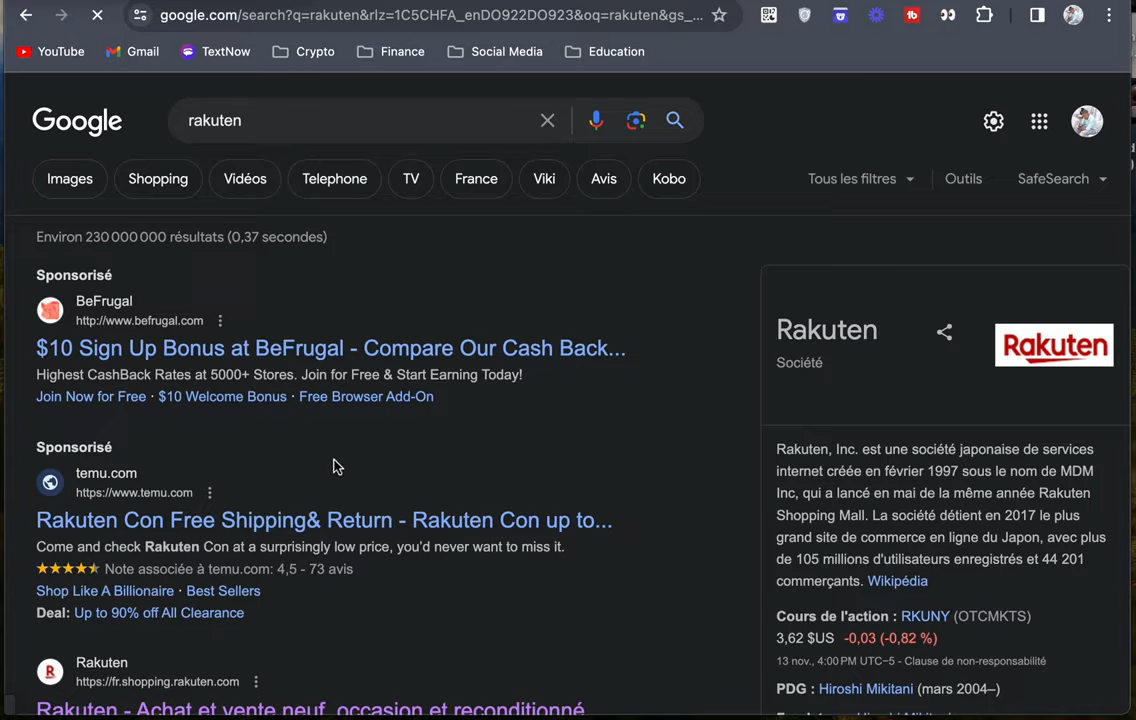 google.com/search?q=rakuten&rlz=1C5CHFA_enDO922DO923&oq=rakuten&gs_...
YouTube Gmail TextNow Crypto Finance Social Media Education
Google rakuten
Images Shopping Vidéos Telephone TV France Viki Avis Kobo Tous les filtres Outils SafeSearch
Environ 230 000 000 résultats (0,37 secondes)
Sponsorisé
BeFrugal
http://www.befrugal.com
$10 Sign Up Bonus at BeFrugal - Compare Our Cash Back...
Highest CashBack Rates at 5000+ Stores. Join for Free & Start Earning Today!
Join Now for Free · $10 Welcome Bonus · Free Browser Add-On
Sponsorisé
temu.com
https://www.temu.com
Rakuten Con Free Shipping& Return - Rakuten Con up to...
Come and check Rakuten Con at a surprisingly low price, you'd never want to miss it.
Note associée à temu.com: 4,5 - 73 avis
Shop Like A Billionaire · Best Sellers
Deal: Up to 90% off All Clearance
R
Rakuten
https://fr.shopping.rakuten.com
Rakuten - Achat et vente neuf, occasion et reconditionné
Rakuten
Société
Rakuten
Rakuten, Inc. est une société japonaise de services
internet créée en février 1997 sous le nom de MDM
Inc, qui a lancé en mai de la même année Rakuten
Shopping Mall. La société détient en 2017 le plus
grand site de commerce en ligne du Japon, avec plus
de 105 millions d'utilisateurs enregistrés et 44 201
commerçants. Wikipédia
Cours de l'action : RKUNY (OTCMKTS)
3,62 $US -0,03 (-0,82 %)
13 nov., 4:00 PM UTC−5 - Clause de non-responsabilité
PDG : Hiroshi Mikitani (mars 2004–)